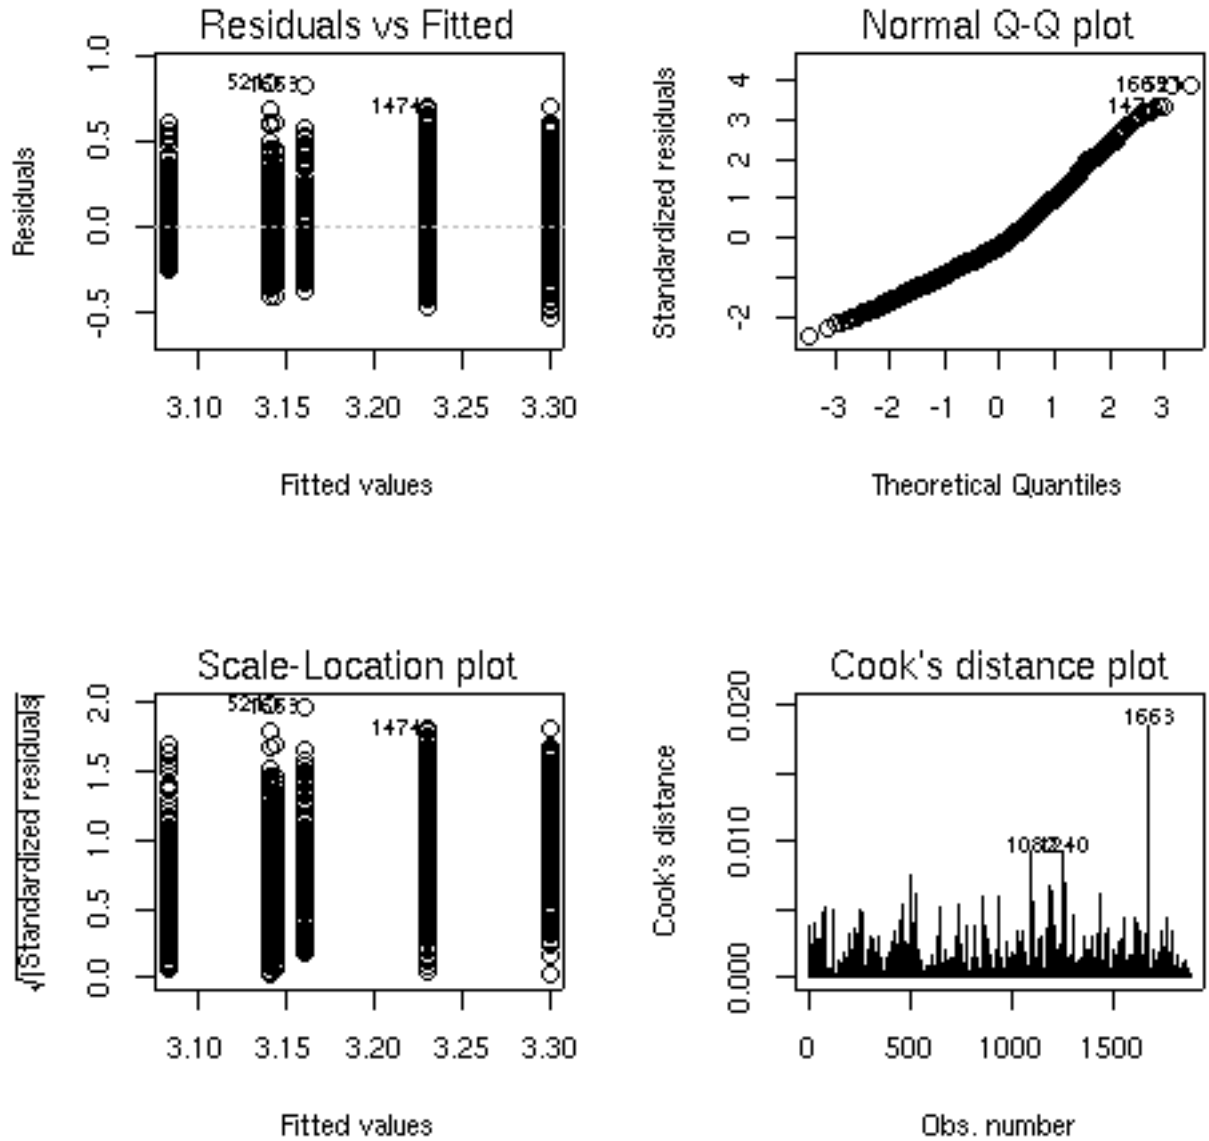 Residuals vs Fitted
Residuals
1.0
0.5
0.0
-0.5
1474
3.10 3.15 3.20 3.25 3.30
Fitted values
Normal Q-Q plot
Standardized residuals
4
3
2
1
0
-2
-3 -2 -1 0 1 2 3
Theoretical Quantiles
Scale-Location plot
√|Standardized residuals|
2.0
1.5
1.0
0.5
0.0
1474
3.10 3.15 3.20 3.25 3.30
Fitted values
Cook's distance plot
Cook's distance
0.020
0.010
0.000
1663
0 500 1000 1500
Obs. number